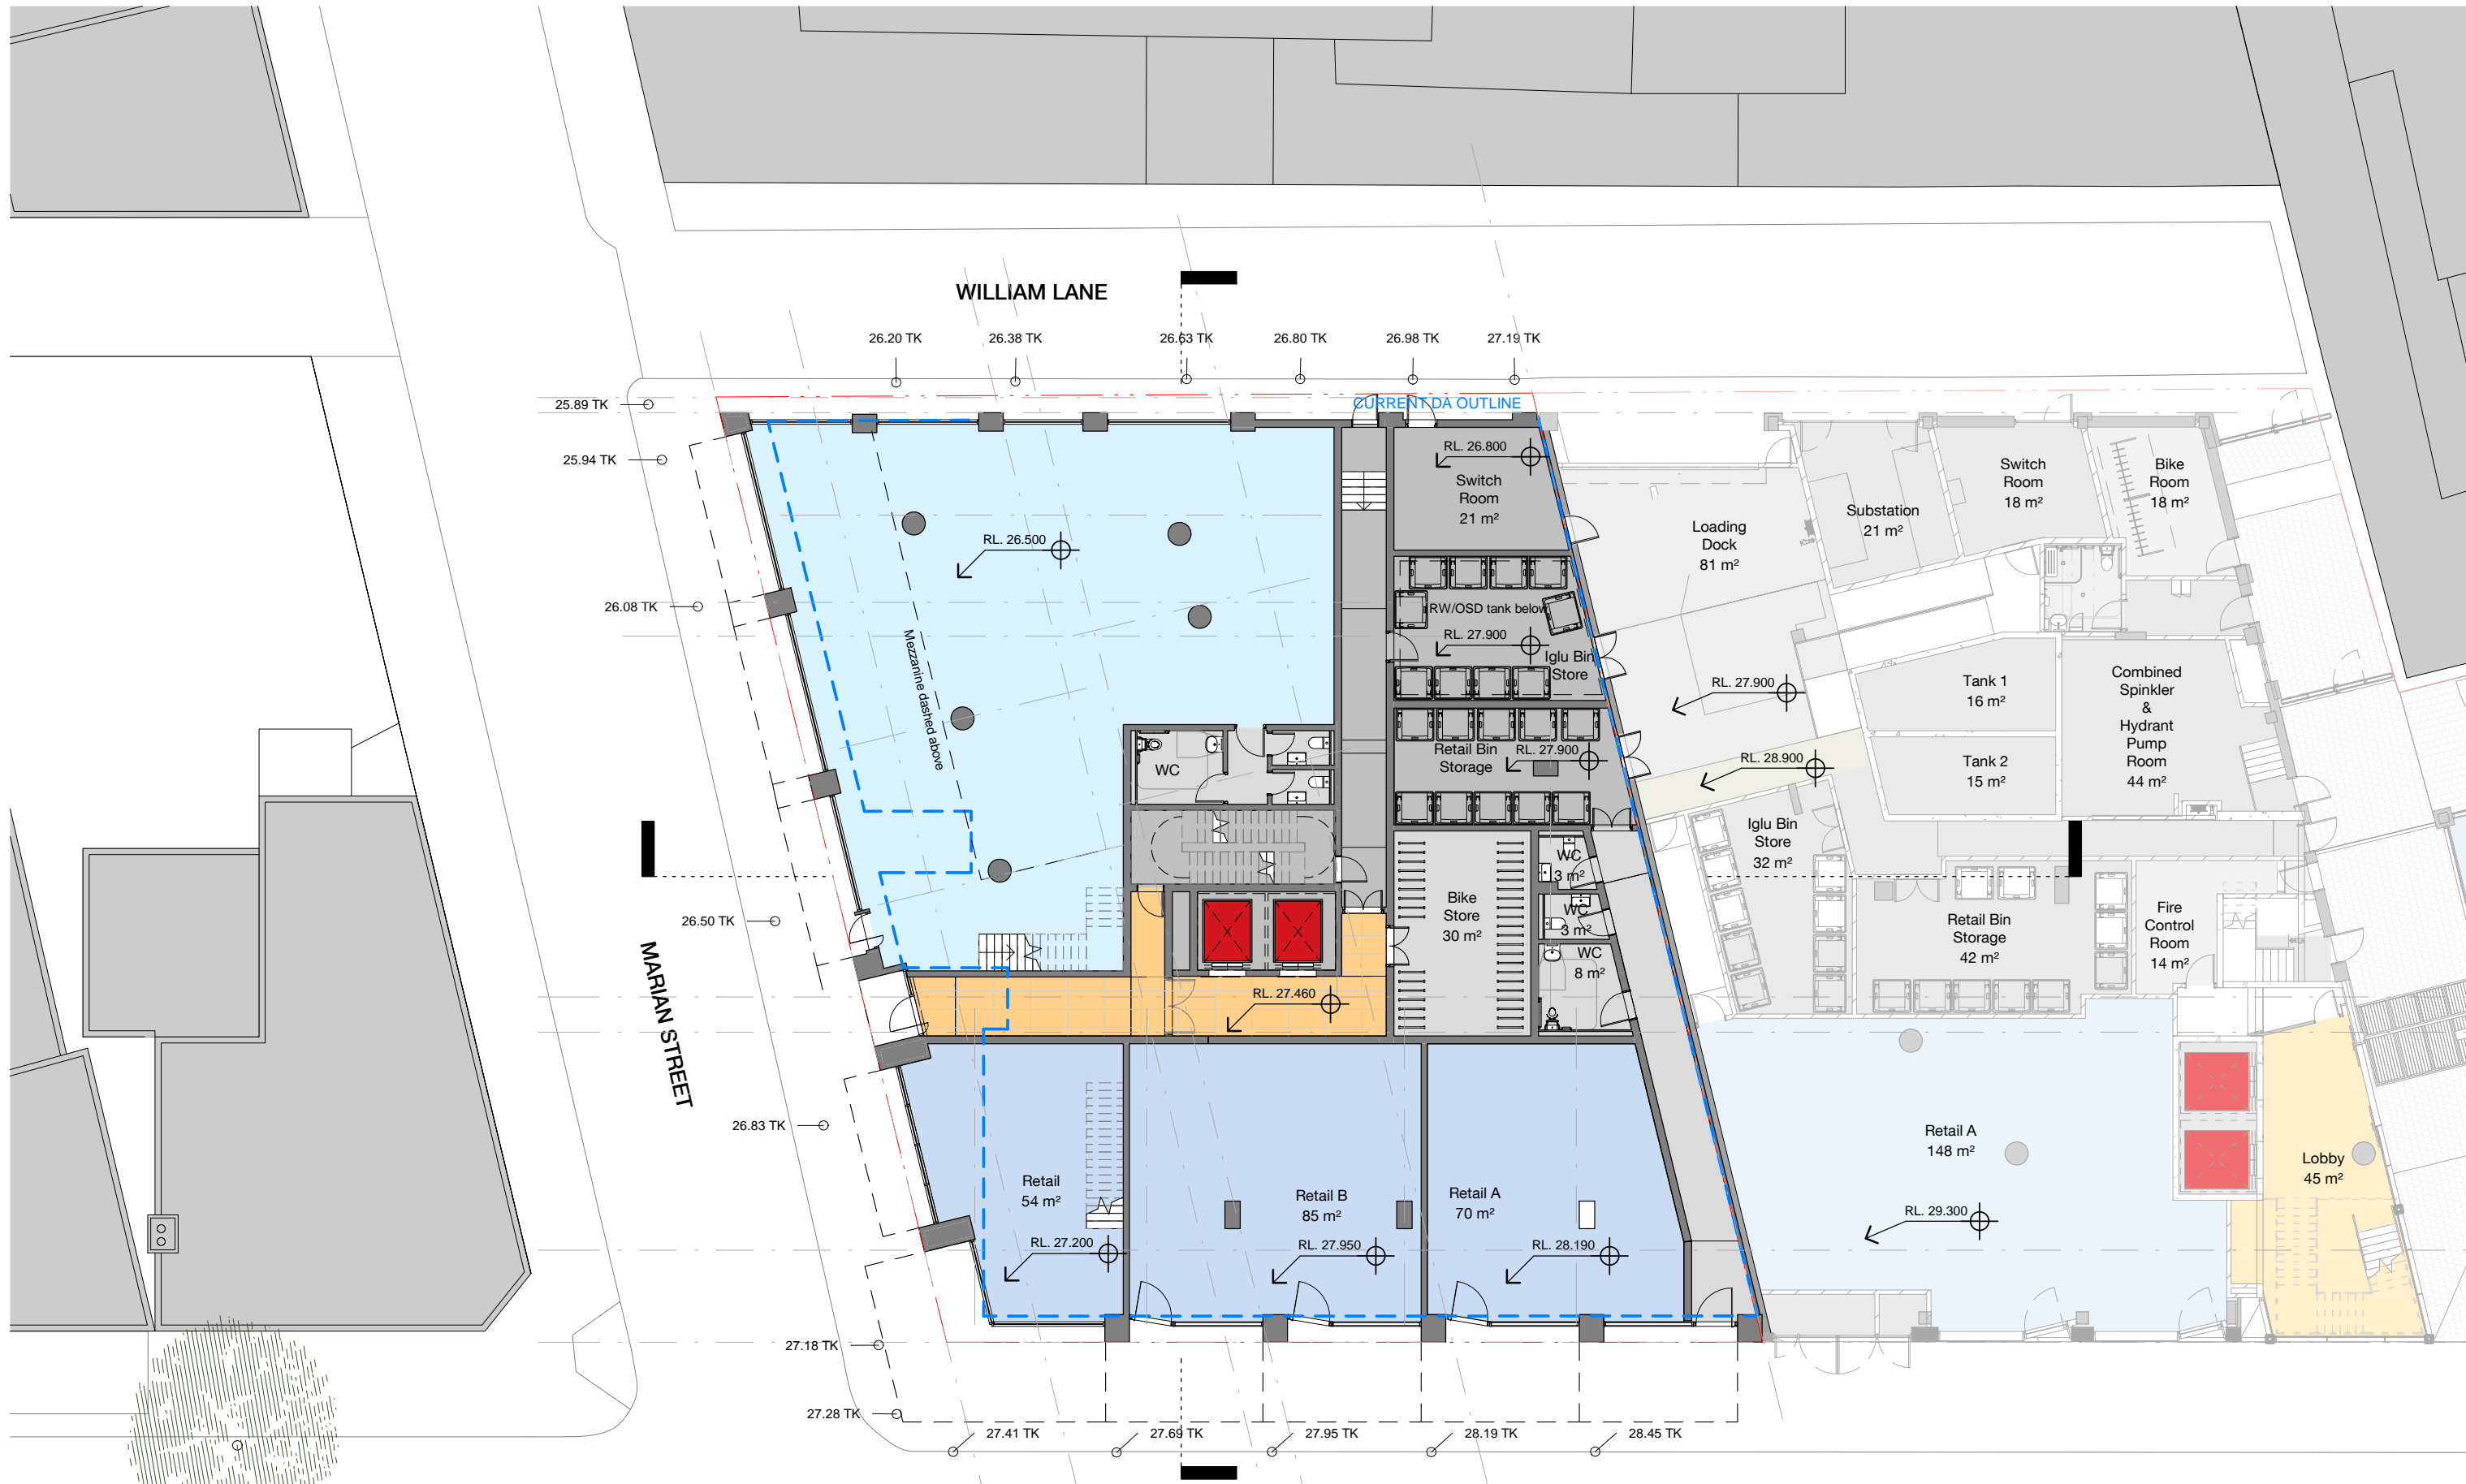 WILLIAM LANE
26.20 TK
26.38 TK
26.63 TK
26.80 TK
26.98 TK
27.19 TK
25.89 TK
CURRENT DA OUTLINE
25.94 TK
RL. 26.800
Switch
Room
21 m²
Switch
Room
18 m²
Bike
Room
18 m²
Substation
21 m²
Loading
Dock
81 m²
RL. 26.500
26.08 TK
RW/OSD tank below
RL. 27.900
Iglu Bin
Store
Mezzanine dashed above
RL. 27.900
Tank 1
16 m²
Combined
Spinkler
&
Hydrant
Pump
Room
44 m²
Retail Bin
Storage
RL. 27.900
WC
RL. 28.900
Tank 2
15 m²
Iglu Bin
Store
32 m²
WC
3 m²
WC
3 m²
WC
8 m²
Bike
Store
30 m²
26.50 TK
Retail Bin
Storage
42 m²
Fire
Control
Room
14 m²
MARIAN STREET
RL. 27.460
26.83 TK
Retail A
148 m²
Lobby
45 m²
Retail
54 m²
Retail B
85 m²
Retail A
70 m²
RL. 29.300
RL. 27.200
RL. 27.950
RL. 28.190
27.18 TK
27.28 TK
27.41 TK
27.69 TK
27.95 TK
28.19 TK
28.45 TK